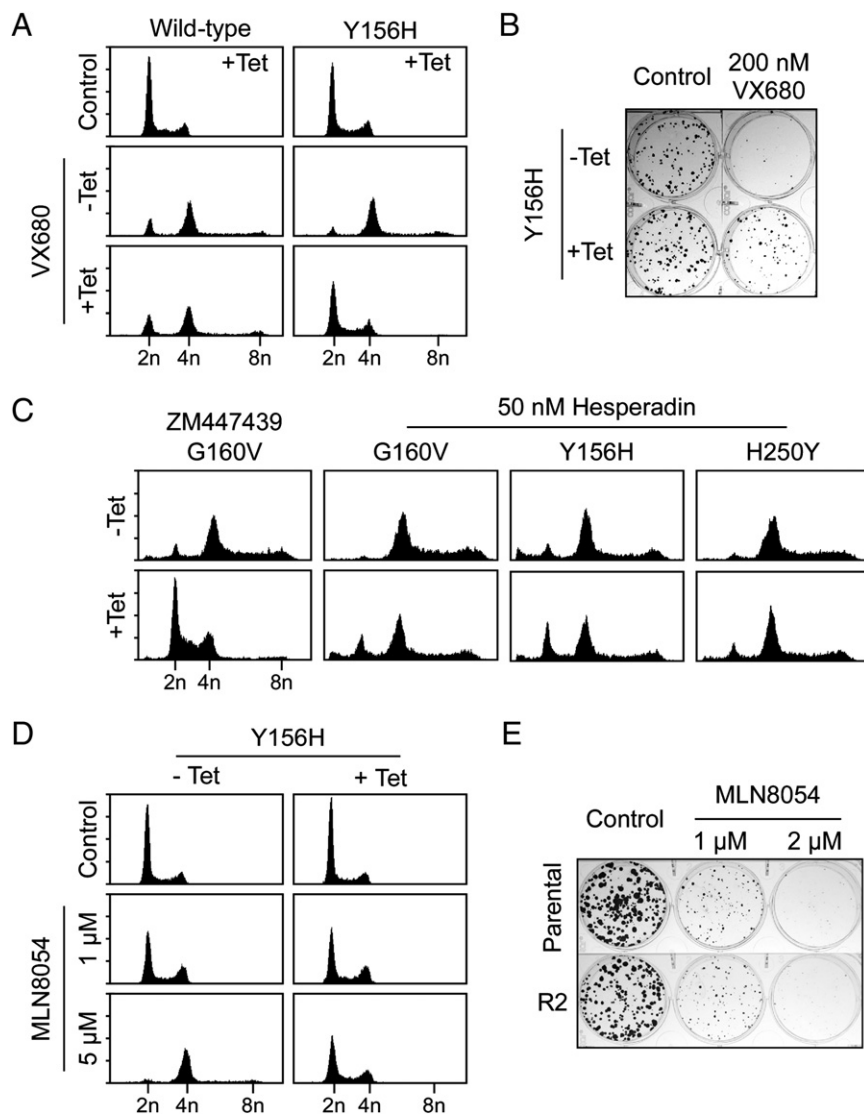 A
Wild-type
Y156H
Control
+Tet
+Tet
VX680
-Tet
+Tet
2n 4n 8n
2n 4n 8n
B
Control
200 nM
VX680
Y156H
-Tet
+Tet
C
ZM447439
50 nM Hesperadin
G160V
G160V
Y156H
H250Y
-Tet
+Tet
2n 4n 8n
D
Y156H
- Tet
+ Tet
Control
MLN8054
1 µM
5 µM
2n 4n 8n
2n 4n 8n
E
Control
MLN8054
1 µM
2 µM
Parental
R2